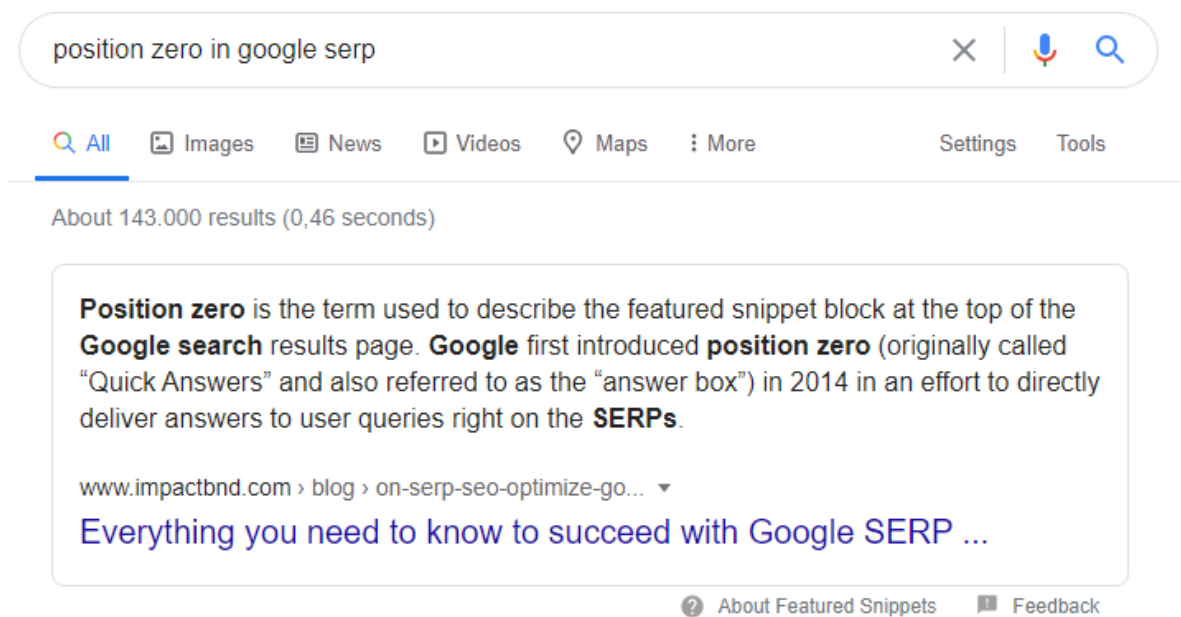 position zero in google serp
All Images News Videos Maps More Settings Tools
About 143.000 results (0,46 seconds)
Position zero is the term used to describe the featured snippet block at the top of the
Google search results page. Google first introduced position zero (originally called
“Quick Answers” and also referred to as the “answer box”) in 2014 in an effort to directly
deliver answers to user queries right on the SERPs.
www.impactbnd.com › blog › on-serp-seo-optimize-go...
Everything you need to know to succeed with Google SERP ...
About Featured Snippets Feedback